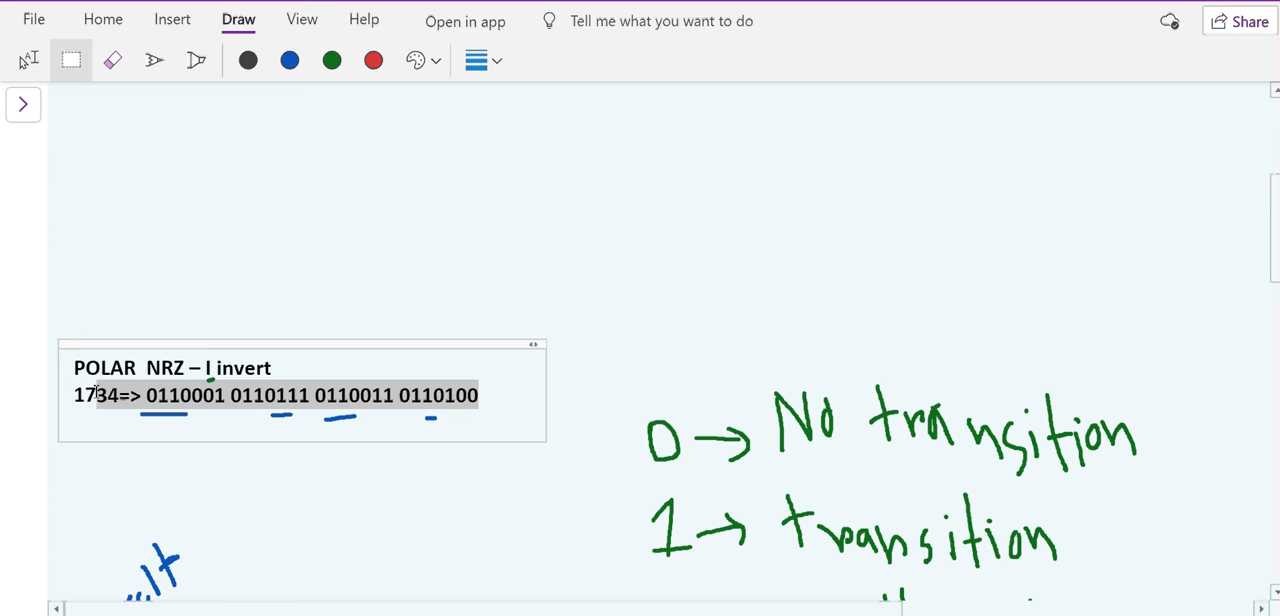 File Home Insert Draw View Help Open in app Tell me what you want to do Share
POLAR NRZ – I invert
1734=> 0110001 0110111 0110011 0110100
0 → No transition
1 → transition